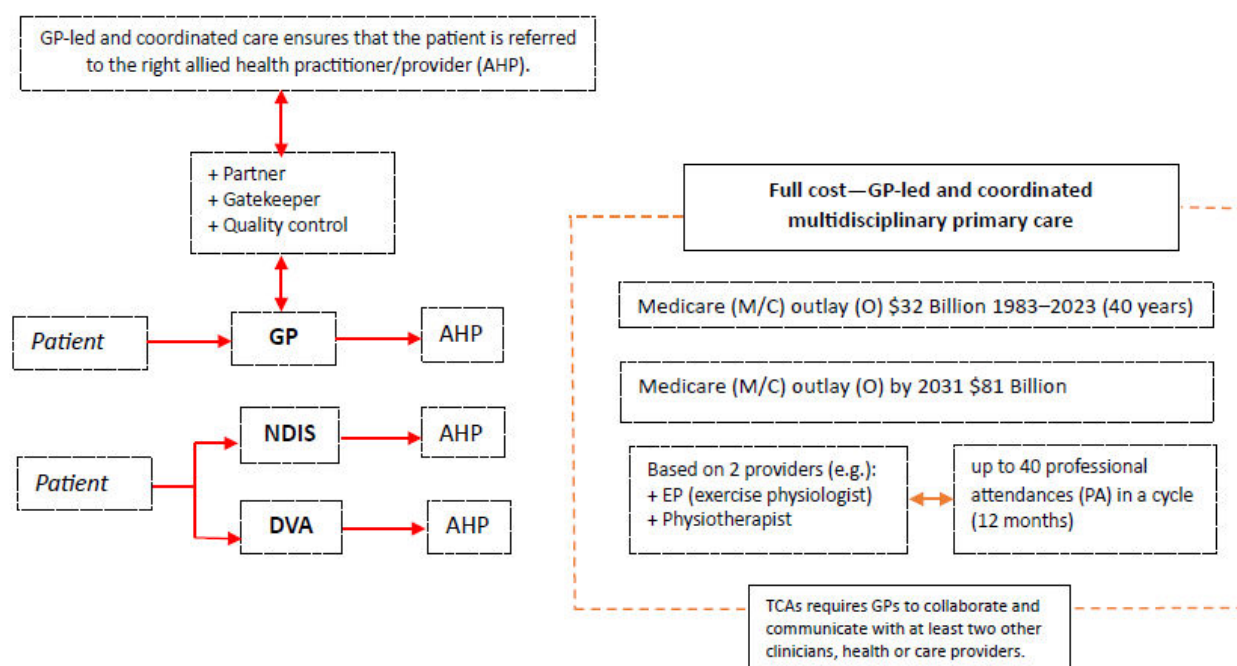 GP-led and coordinated care ensures that the patient is referred
to the right allied health practitioner/provider (AHP).
+ Partner
+ Gatekeeper
+ Quality control
Patient
GP
AHP
NDIS
AHP
Patient
DVA
AHP
Full cost—GP-led and coordinated
multidisciplinary primary care
Medicare (M/C) outlay (O) $32 Billion 1983–2023 (40 years)
Medicare (M/C) outlay (O) by 2031 $81 Billion
Based on 2 providers (e.g.):
+ EP (exercise physiologist)
+ Physiotherapist
up to 40 professional
attendances (PA) in a cycle
(12 months)
TCAs requires GPs to collaborate and
communicate with at least two other
clinicians, health or care providers.